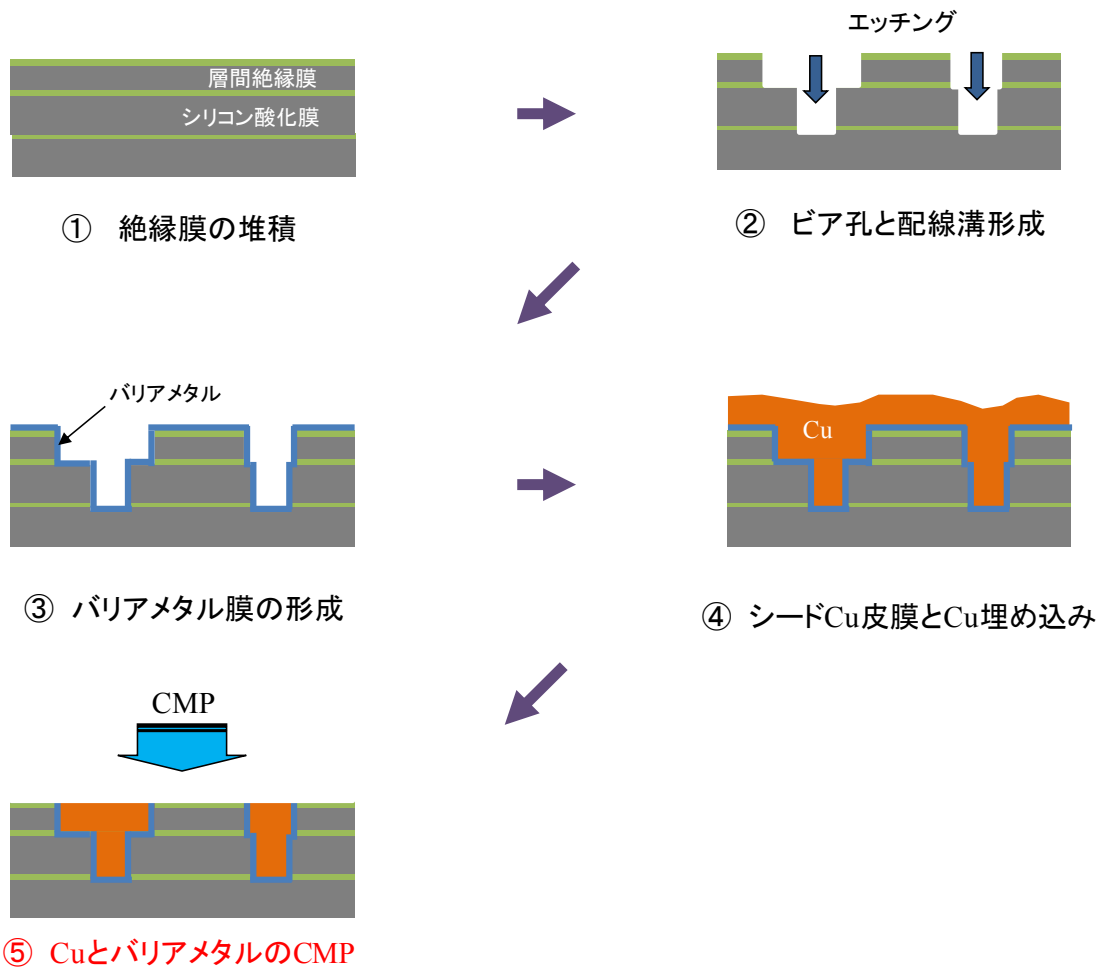 エッチング
層間絶縁膜
シリコン酸化膜
① 絶縁膜の堆積
② ビア孔と配線溝形成
バリアメタル
Cu
③ バリアメタル膜の形成
④ シードCu皮膜とCu埋め込み
CMP
⑤ CuとバリアメタルのCMP